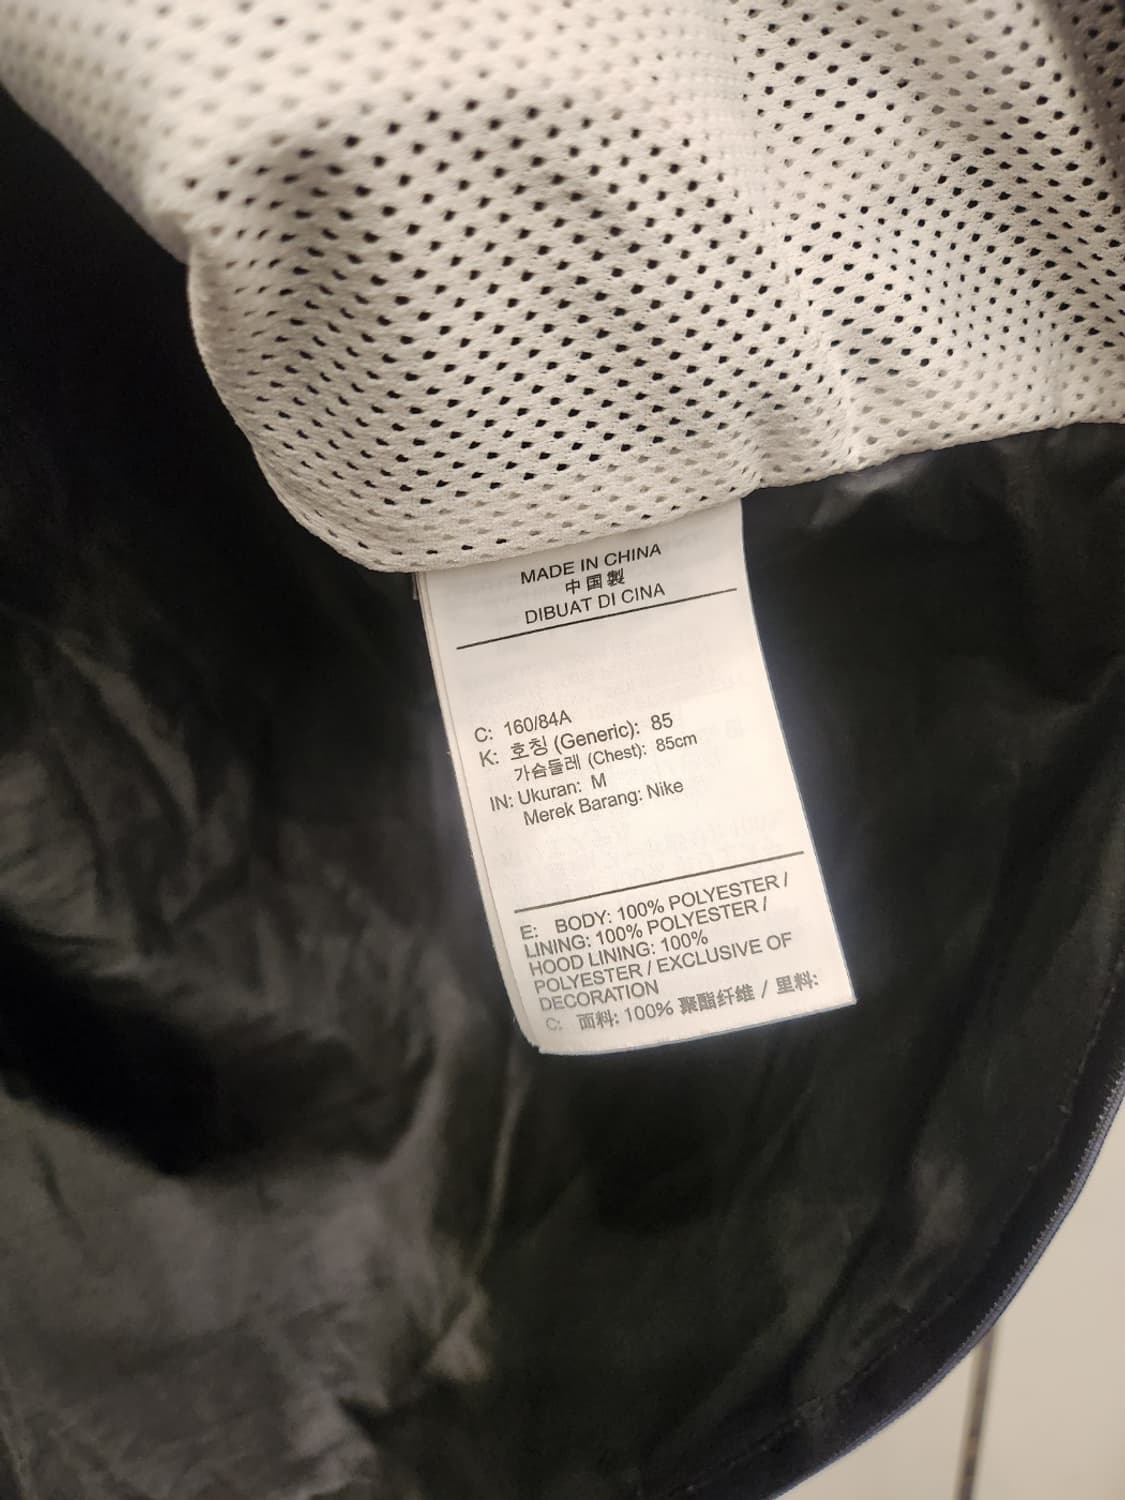 MADE IN CHINA
中国製
DIBUAT DI CINA
C: 160/84A
K: 호칭 (Generic): 85
가슴둘레 (Chest): 85cm
IN: Ukuran: M
Merek Barang: Nike
E: BODY: 100% POLYESTER /
LINING: 100% POLYESTER /
HOOD LINING: 100%
POLYESTER / EXCLUSIVE OF
DECORATION
C: 面料: 100% 聚酯纤维 / 里料: